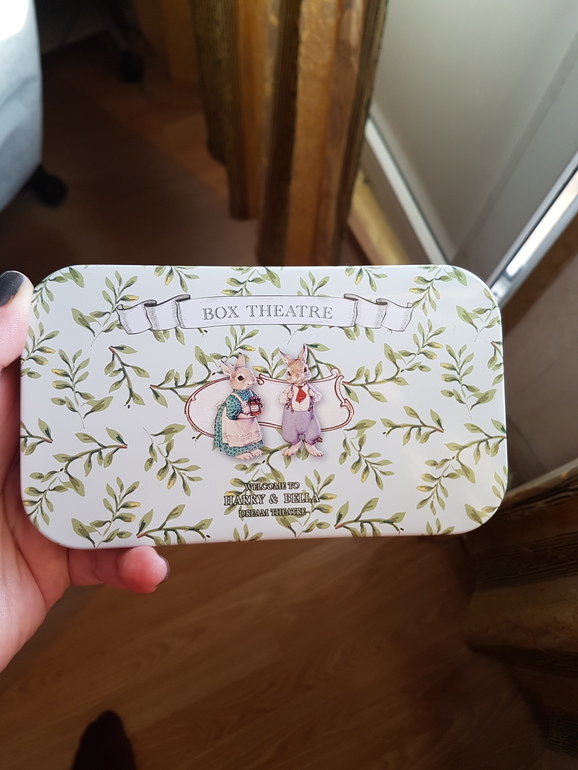 BOX THEATRE
WELCOME TO
HARRY & BELLA
DREAM THEATRE